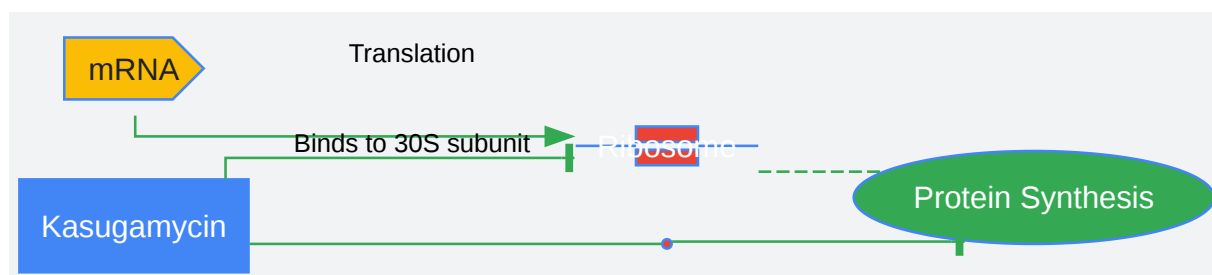 mRNA
Translation
Binds to 30S subunit
Ribosome
Kasugamycin
Protein Synthesis